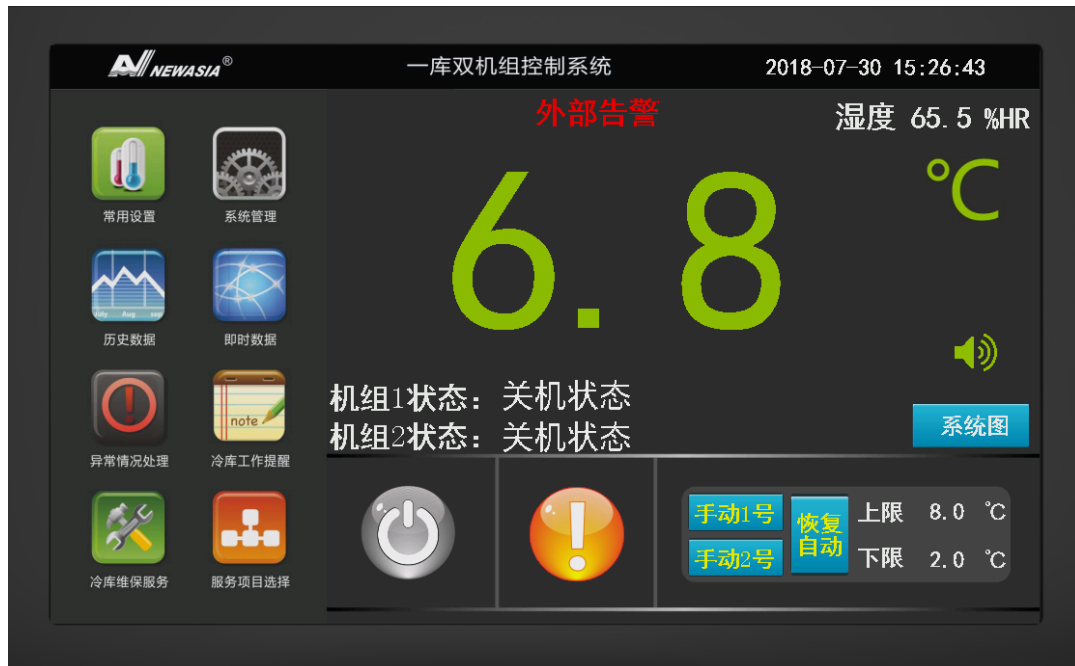 NEWASIA®
一库双机组控制系统
2018-07-30 15:26:43
外部告警
湿度 65.5 %HR
℃
6.8
常用设置
系统管理
July Aug sep
历史数据
即时数据
note
异常情况处理
冷库工作提醒
机组1状态：关机状态
机组2状态：关机状态
系统图
冷库维保服务
服务项目选择
手动1号
手动2号
恢复
自动
上限 8.0 ℃
下限 2.0 ℃